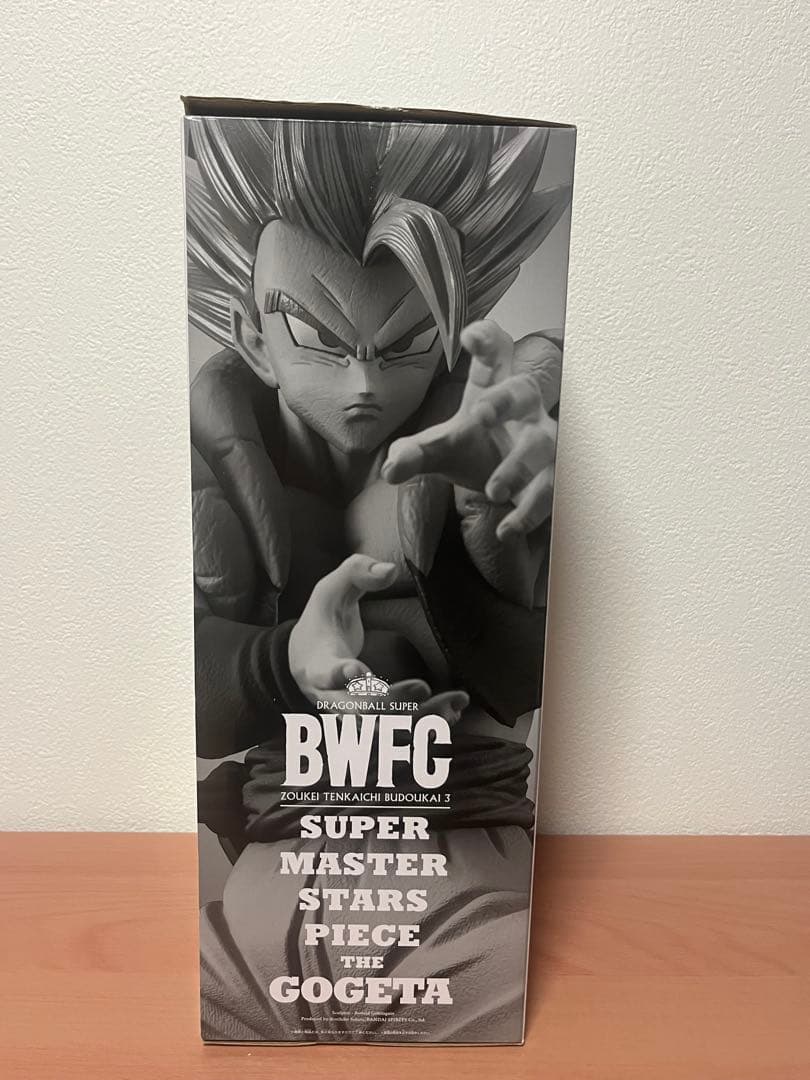 DRAGONBALL SUPER
BWFC
ZOUKEI TENKAICHI BUDOUKAI 3
SUPER
MASTER
STARS
PIECE
THE
GOGETA